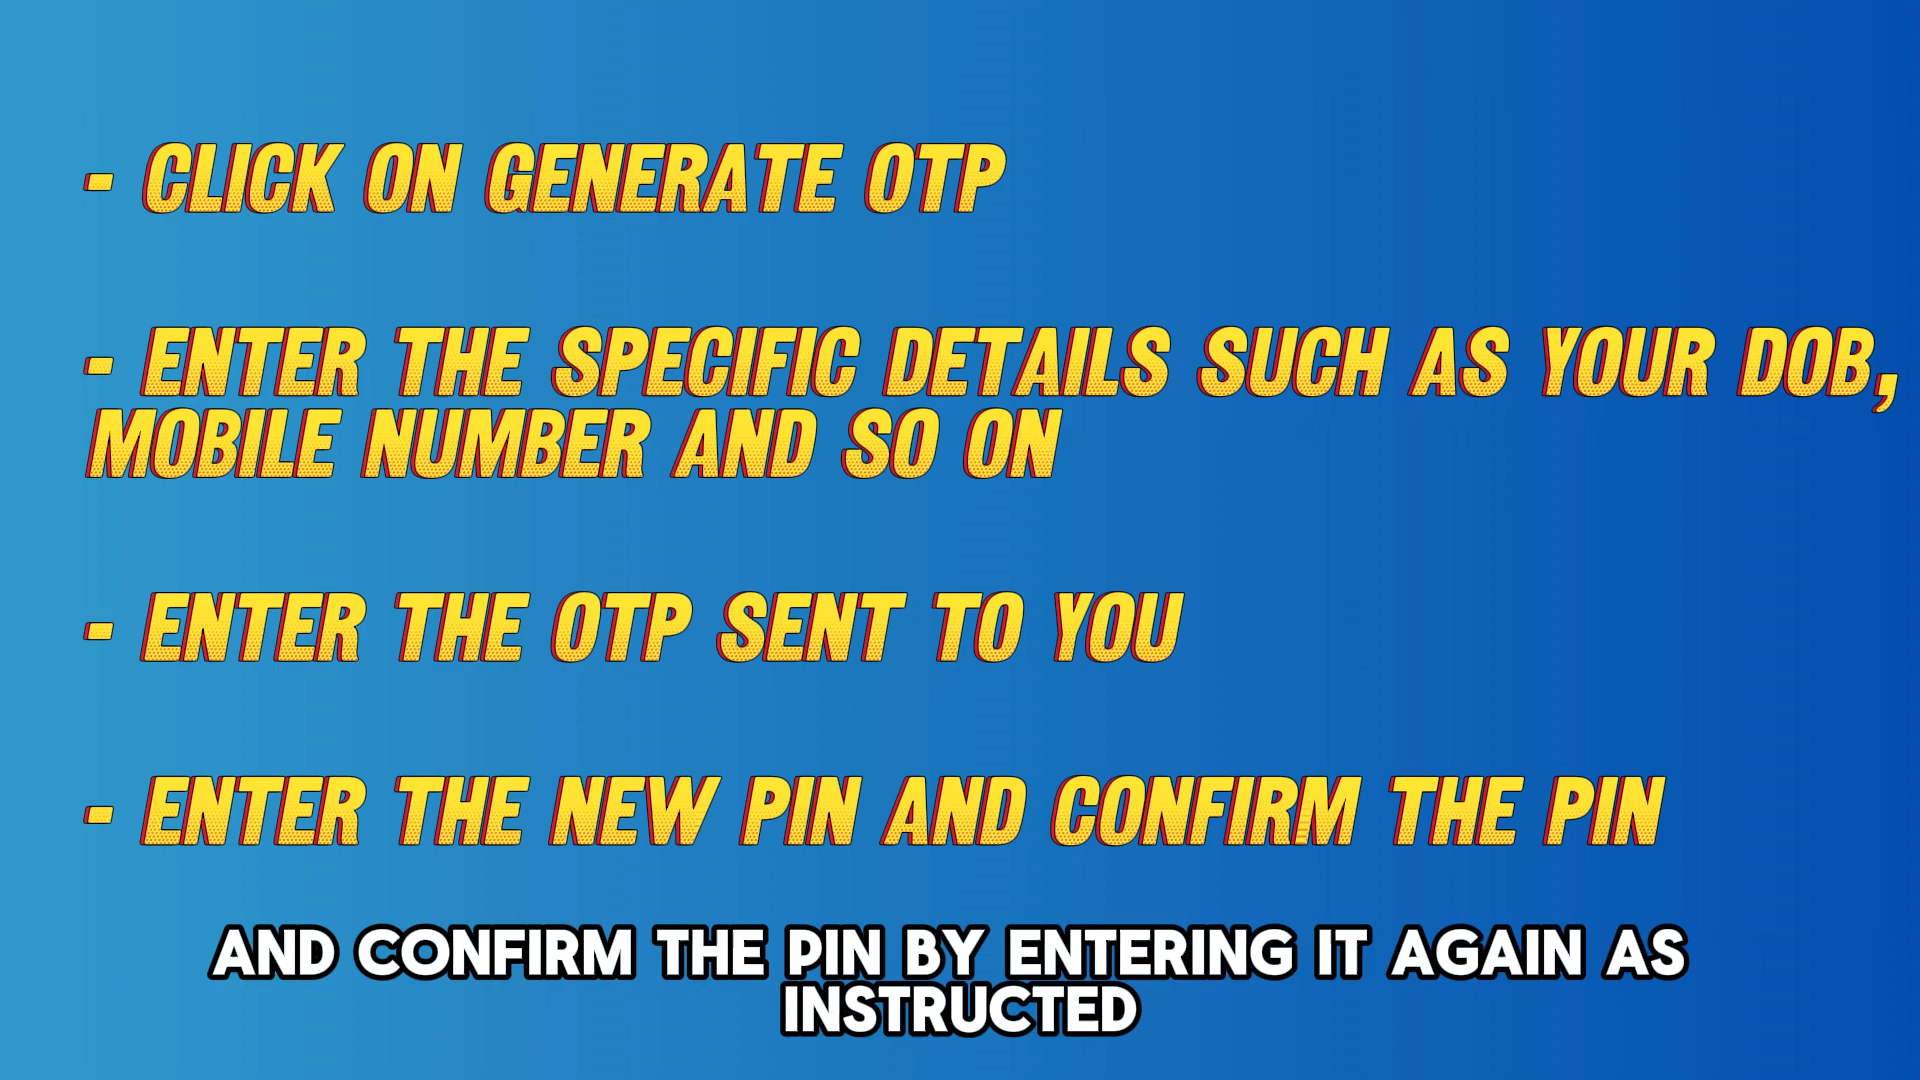 - CLICK ON GENERATE OTP
- ENTER THE SPECIFIC DETAILS SUCH AS YOUR DOB,
MOBILE NUMBER AND SO ON
- ENTER THE OTP SENT TO YOU
- ENTER THE NEW PIN AND CONFIRM THE PIN
AND CONFIRM THE PIN BY ENTERING IT AGAIN AS
INSTRUCTED